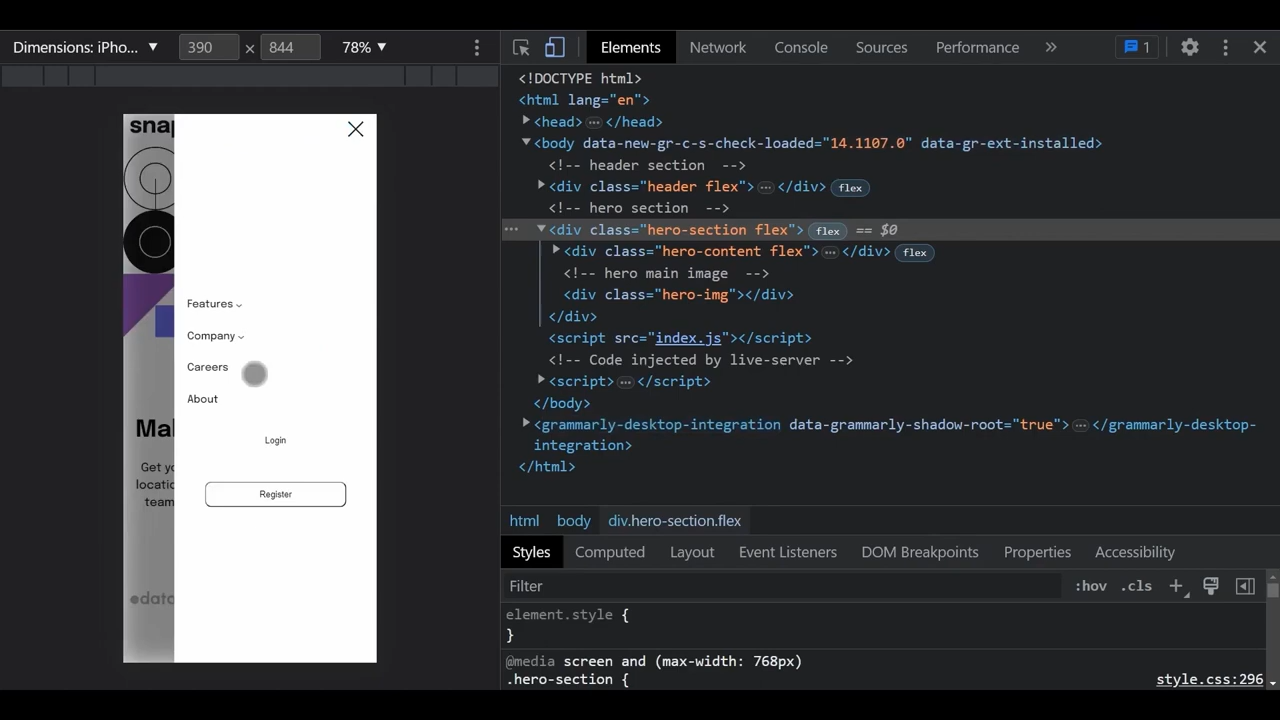 Dimensions: iPho... ▼ 390 × 844 78% ▼
Elements Network Console Sources Performance » 1
snap
Features
Company
Careers
About
Login
Register
Mal
Get yo
locatio
team
data
<!DOCTYPE html>
<html lang="en">
<head> ... </head>
<body data-new-gr-c-s-check-loaded="14.1107.0" data-gr-ext-installed>
<!-- header section -->
<div class="header flex"> ... </div> flex
<!-- hero section -->
... <div class="hero-section flex"> flex == $0
<div class="hero-content flex"> ... </div> flex
<!-- hero main image -->
<div class="hero-img"></div>
</div>
<script src="index.js"></script>
<!-- Code injected by live-server -->
<script> ... </script>
</body>
<grammarly-desktop-integration data-grammarly-shadow-root="true"> ... </grammarly-desktop-
integration>
</html>
html body div.hero-section.flex
Styles Computed Layout Event Listeners DOM Breakpoints Properties Accessibility
Filter :hov .cls +
element.style {
}
@media screen and (max-width: 768px)
.hero-section { style.css:296